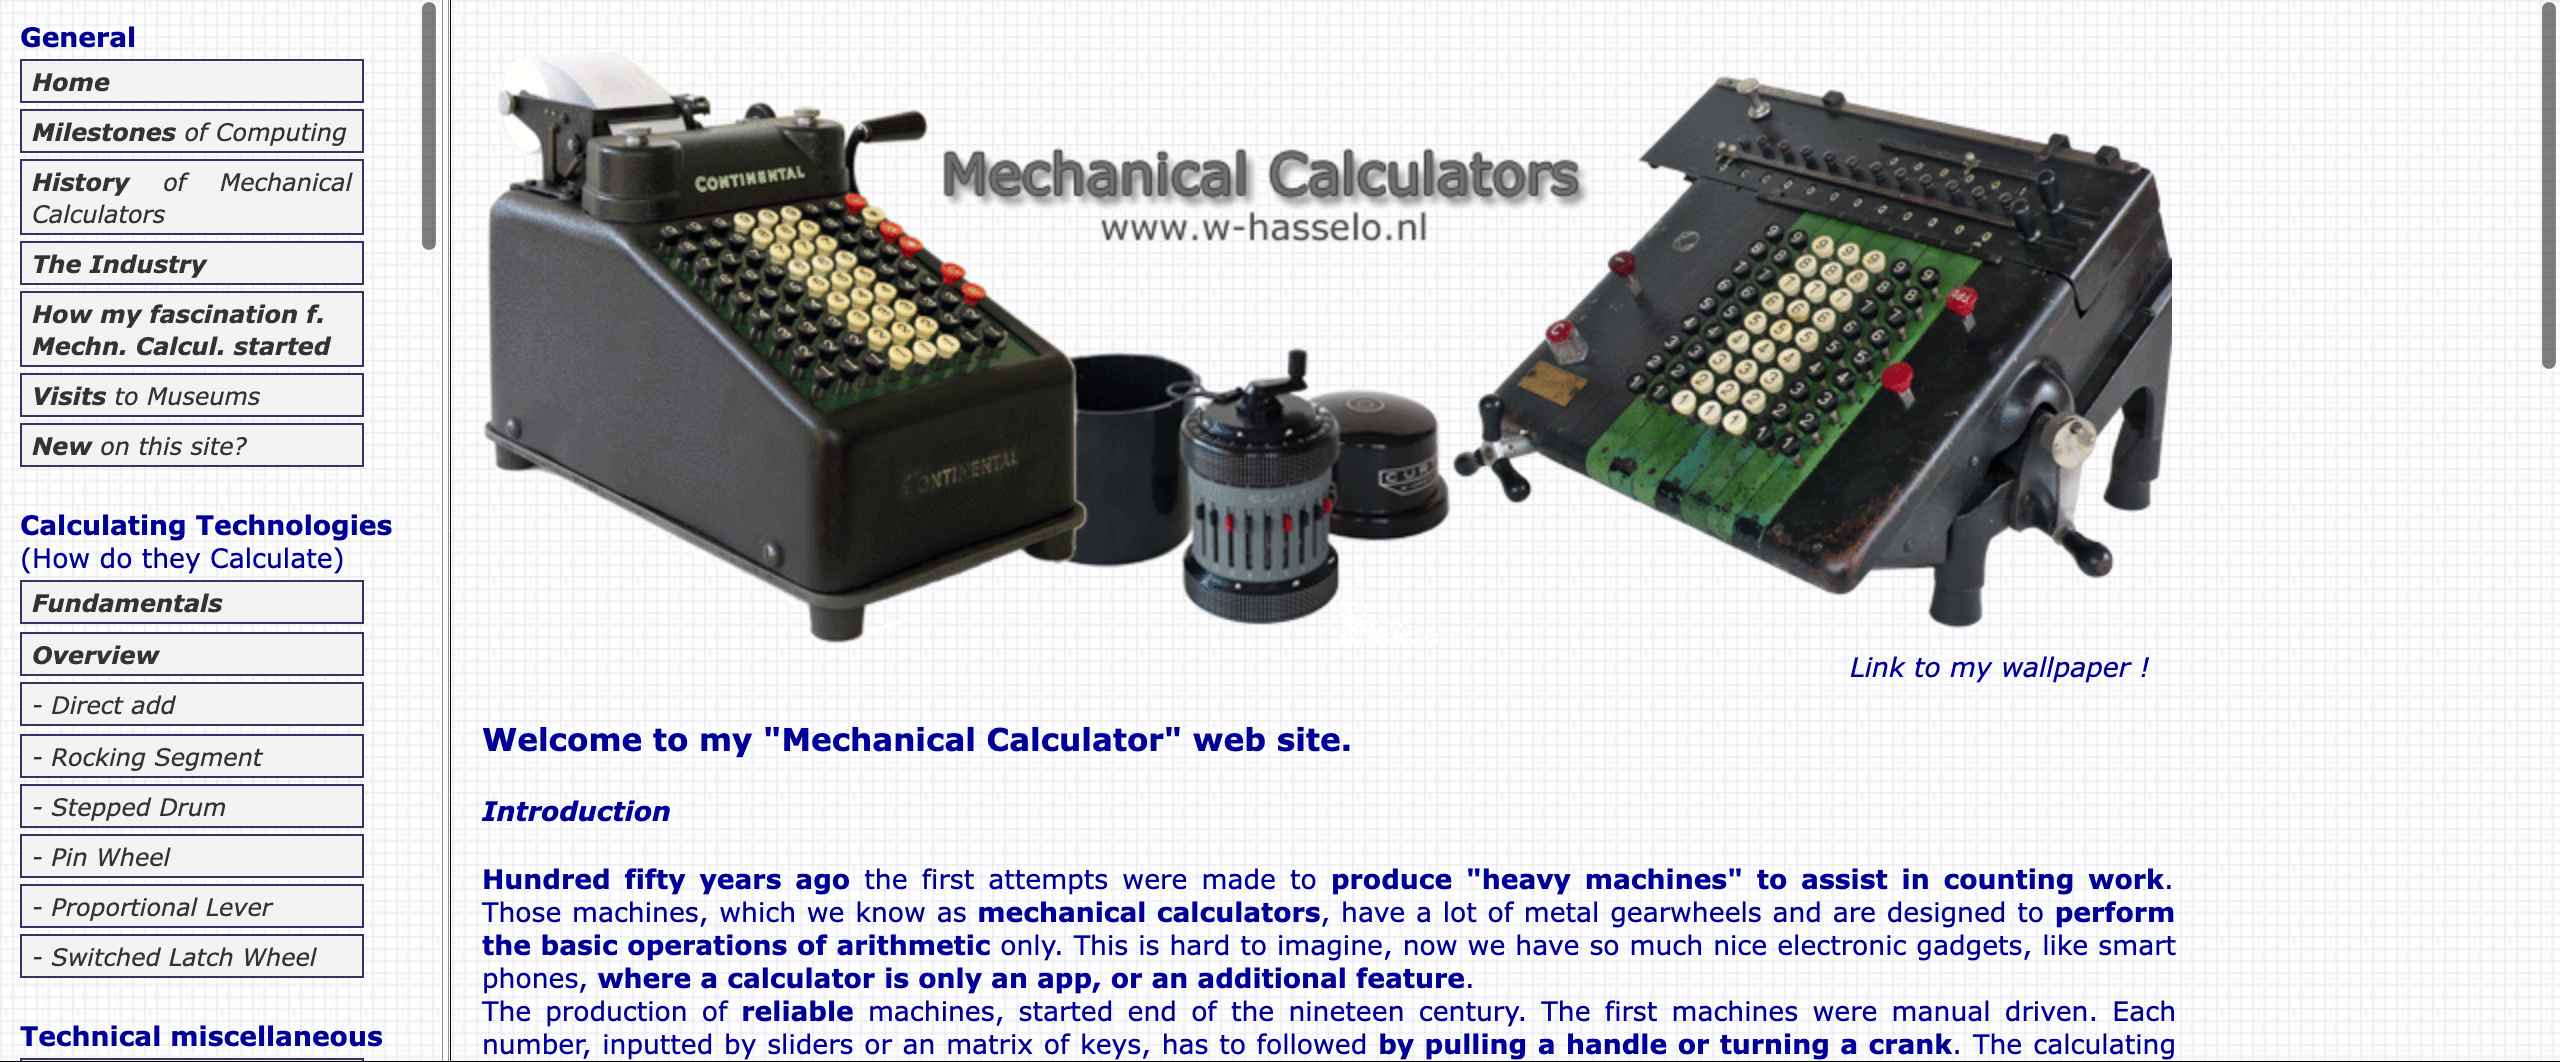 General
Home
Milestones of Computing
History of Mechanical
Calculators
The Industry
How my fascination f.
Mechn. Calcul. started
Visits to Museums
New on this site?
Calculating Technologies
(How do they Calculate)
Fundamentals
Overview
- Direct add
- Rocking Segment
- Stepped Drum
- Pin Wheel
- Proportional Lever
- Switched Latch Wheel
Technical miscellaneous
CONTINENTAL
Mechanical Calculators
www.w-hasselo.nl
CONTINENTAL
Link to my wallpaper !
Welcome to my "Mechanical Calculator" web site.
Introduction
Hundred fifty years ago the first attempts were made to produce "heavy machines" to assist in counting work.
Those machines, which we know as mechanical calculators, have a lot of metal gearwheels and are designed to perform
the basic operations of arithmetic only. This is hard to imagine, now we have so much nice electronic gadgets, like smart
phones, where a calculator is only an app, or an additional feature.
The production of reliable machines, started end of the nineteen century. The first machines were manual driven. Each
number, inputted by sliders or an matrix of keys, has to followed by pulling a handle or turning a crank. The calculating